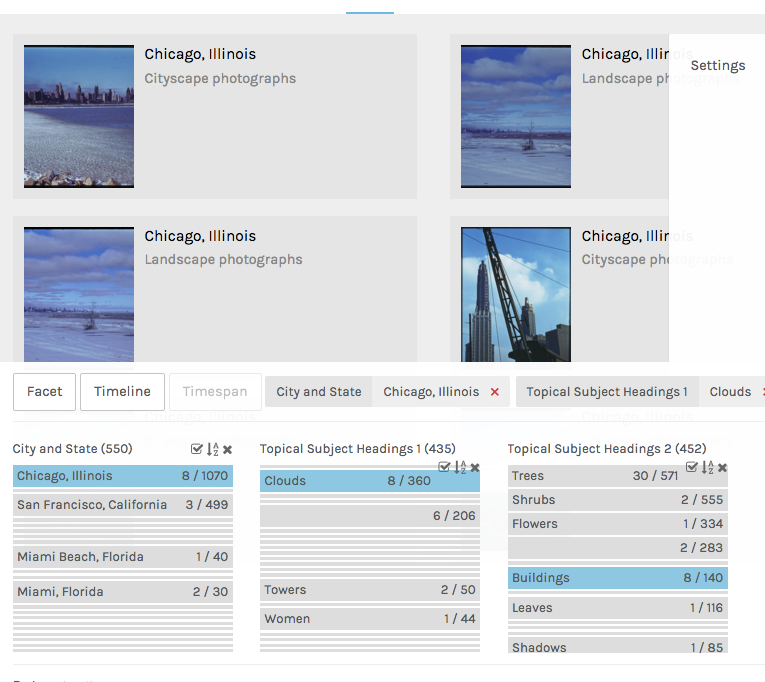 Chicago, Illinois
Cityscape photographs
Chicago, Illinois
Landscape photographs
Settings
Chicago, Illinois
Landscape photographs
Chicago, Illinois
Cityscape photographs
Facet
Timeline
Timespan
City and State
Chicago, Illinois ×
Topical Subject Headings 1
Clouds ×
City and State (550)
Chicago, Illinois 8 / 1070
San Francisco, California 3 / 499
Miami Beach, Florida 1 / 40
Miami, Florida 2 / 30
Topical Subject Headings 1 (435)
Clouds 8 / 360
6 / 206
Towers 2 / 50
Women 1 / 44
Topical Subject Headings 2 (452)
Trees 30 / 571
Shrubs 2 / 555
Flowers 1 / 334
2 / 283
Buildings 8 / 140
Leaves 1 / 116
Shadows 1 / 85